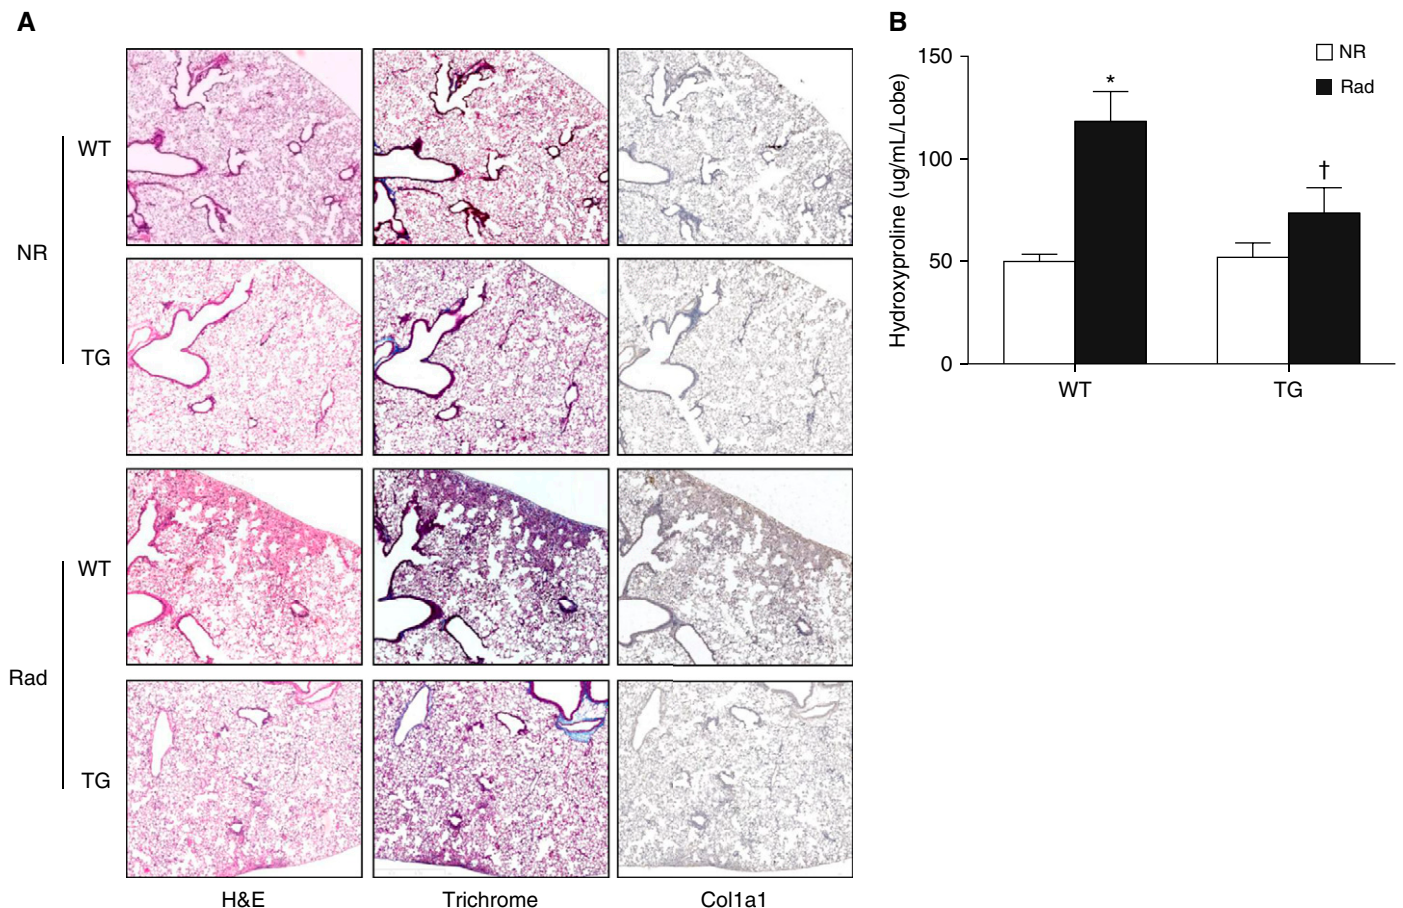 A
WT
NR
TG
WT
Rad
TG
H&E
Trichrome
Col1a1
B
Hydroxyproline (ug/mL/Lobe)
150
100
50
0
*
†
NR
Rad
WT
TG